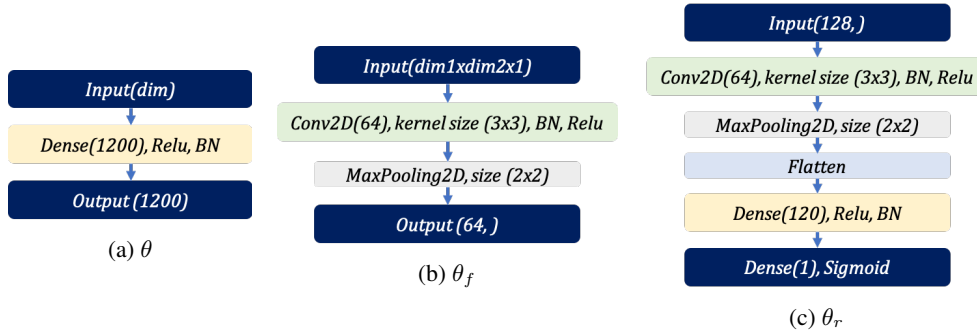 Input(dim)
Dense(1200), Relu, BN
Output (1200)
(a) θ
Input(dim1xdim2x1)
Conv2D(64), kernel size (3x3), BN, Relu
MaxPooling2D, size (2x2)
Output (64, )
(b) θ_f
Input(128, )
Conv2D(64), kernel size (3x3), BN, Relu
MaxPooling2D, size (2x2)
Flatten
Dense(120), Relu, BN
Dense(1), Sigmoid
(c) θ_r